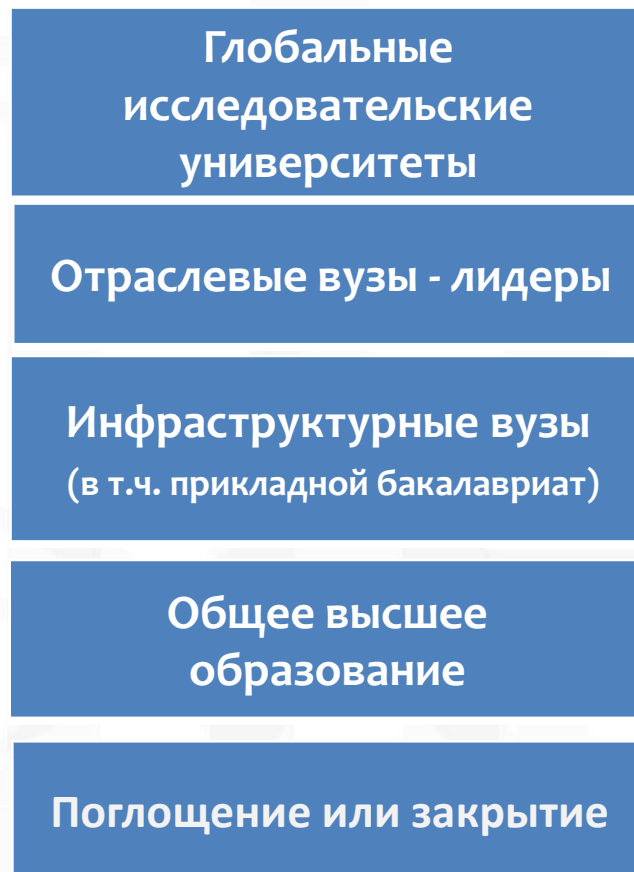 Глобальные
исследовательские
университеты
Отраслевые вузы - лидеры
Инфраструктурные вузы
(в т.ч. прикладной бакалавриат)
Общее высшее
образование
Поглощение или закрытие